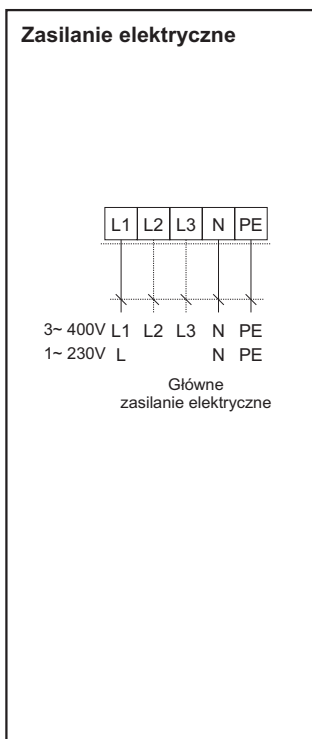 Zasilanie elektryczne
L1 L2 L3 N PE
3~ 400V L1 L2 L3 N PE
1~ 230V L N PE
Główne
zasilanie elektryczne